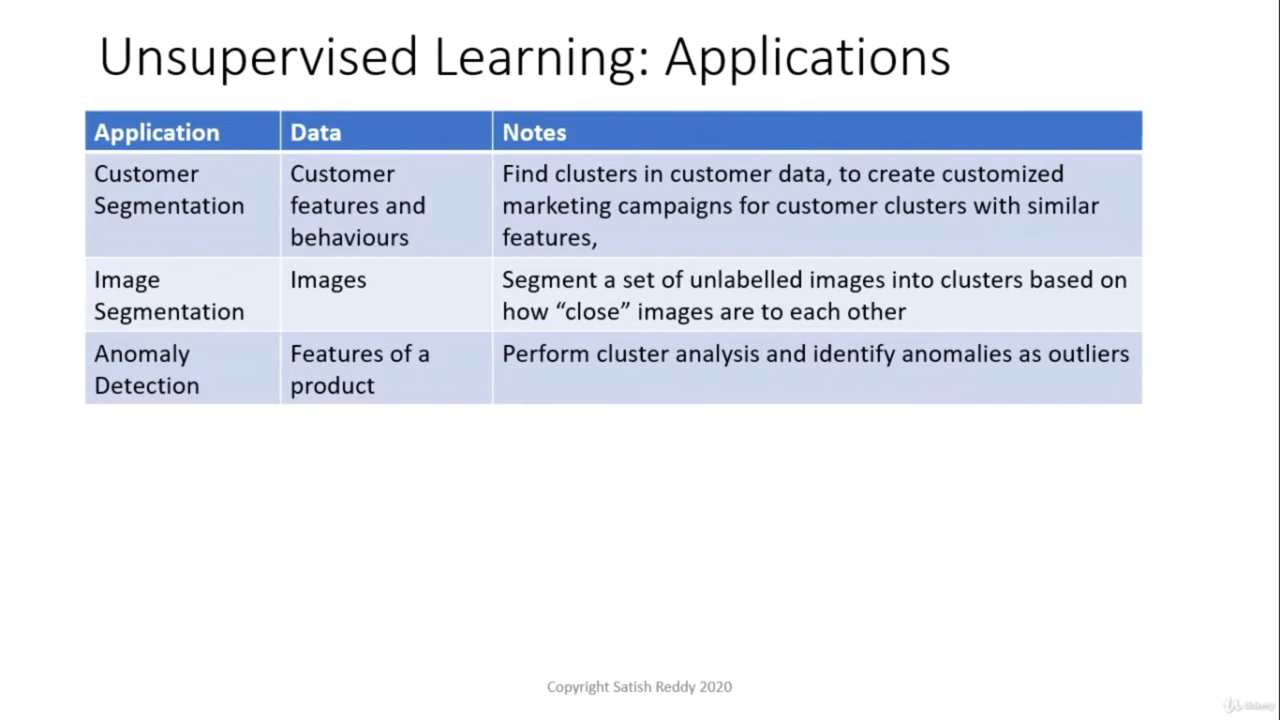 Unsupervised Learning: Applications
Application Data Notes
Customer Segmentation
Customer features and behaviours
Find clusters in customer data, to create customized
marketing campaigns for customer clusters with similar
features,
Image Segmentation
Images
Segment a set of unlabelled images into clusters based on
how “close” images are to each other
Anomaly Detection
Features of a product
Perform cluster analysis and identify anomalies as outliers
Copyright Satish Reddy 2020
Udemy